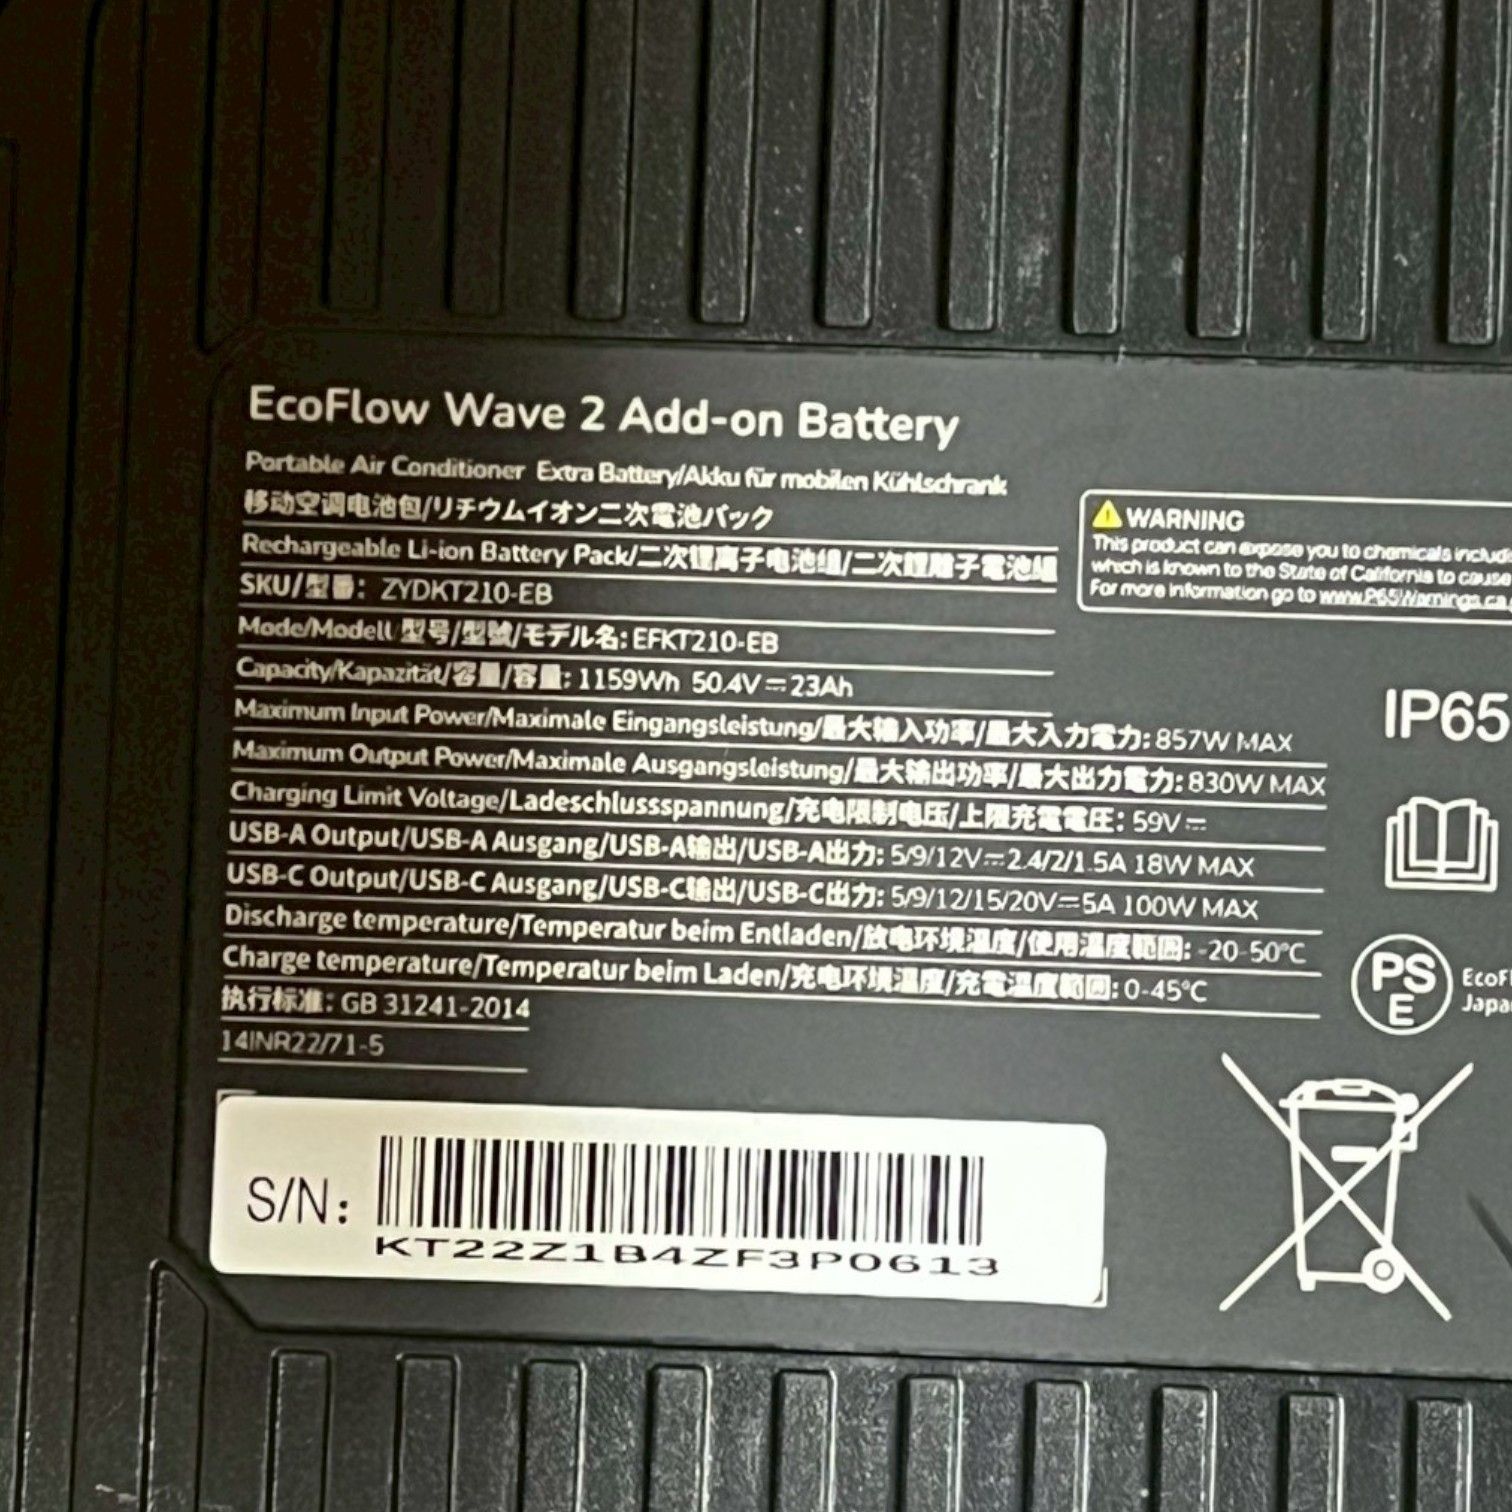 EcoFlow Wave 2 Add-on Battery
Portable Air Conditioner Extra Battery/Akku für mobilen Kühlschrank
移动空调电池包/リチウムイオン二次電池パック
Rechargeable Li-ion Battery Pack/二次锂离子电池组/二次鋰離子電池組
SKU/型番: ZYDKT210-EB
Mode/Modell 型号/型號/モデル名: EFKT210-EB
Capacity/Kapazität/容量/容量: 1159Wh 50.4V⎓23Ah
Maximum Input Power/Maximale Eingangsleistung/最大输入功率/最大入力電力: 857W MAX
Maximum Output Power/Maximale Ausgangsleistung/最大输出功率/最大出力電力: 830W MAX
Charging Limit Voltage/Ladeschlussspannung/充电限制电压/上限充電電圧: 59V⎓
USB-A Output/USB-A Ausgang/USB-A输出/USB-A出力: 5/9/12V⎓2.4/2/1.5A 18W MAX
USB-C Output/USB-C Ausgang/USB-C输出/USB-C出力: 5/9/12/15/20V⎓5A 100W MAX
Discharge temperature/Temperatur beim Entladen/放电环境温度/使用温度範囲: -20-50°C
Charge temperature/Temperatur beim Laden/充电环境温度/充電温度範囲: 0-45°C
执行标准: GB 31241-2014
14INR22/71-5
S/N: KT22Z1B4ZF3P0613
WARNING
This product can expose you to chemicals includi
which is known to the State of California to cause
For more information go to www.P65Warnings.ca.
IP65
PS
E
EcoFl
Japa